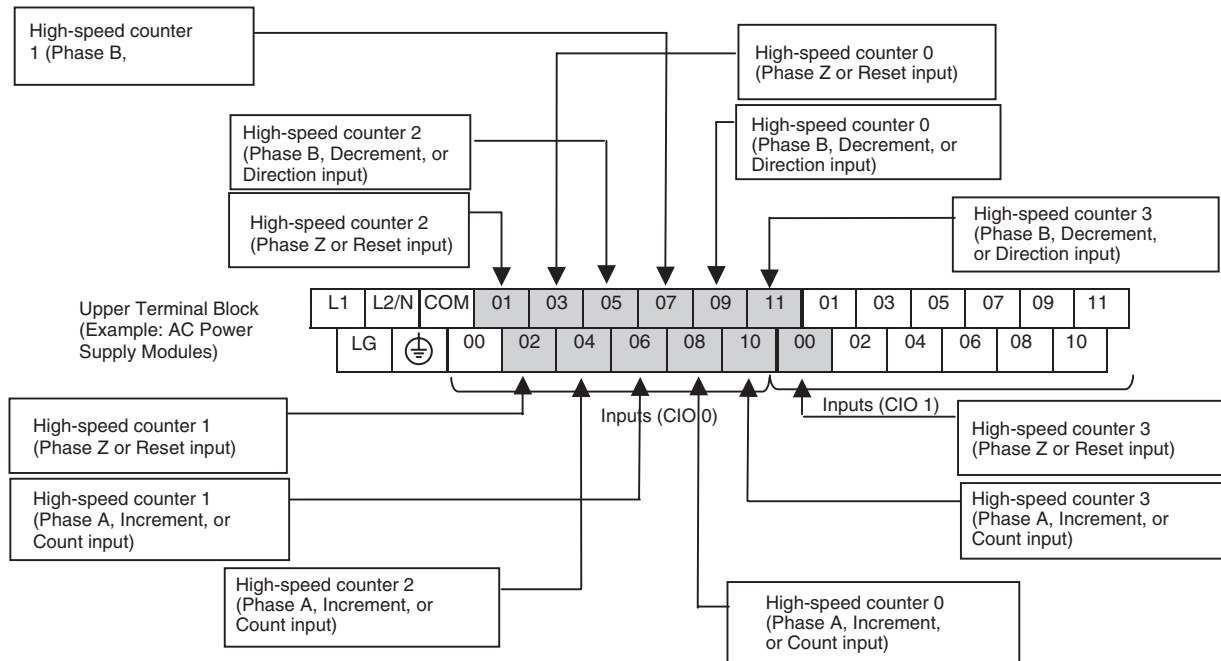 High-speed counter
1 (Phase B,
High-speed counter 0
(Phase Z or Reset input)
High-speed counter 2
(Phase B, Decrement, or
Direction input)
High-speed counter 0
(Phase B, Decrement, or
Direction input)
High-speed counter 2
(Phase Z or Reset input)
High-speed counter 3
(Phase B, Decrement,
or Direction input)
Upper Terminal Block
(Example: AC Power
Supply Modules)
L1 L2/N COM 01 03 05 07 09 11 01 03 05 07 09 11
LG 00 02 04 06 08 10 00 02 04 06 08 10
Inputs (CIO 0)
Inputs (CIO 1)
High-speed counter 1
(Phase Z or Reset input)
High-speed counter 3
(Phase Z or Reset input)
High-speed counter 1
(Phase A, Increment, or
Count input)
High-speed counter 3
(Phase A, Increment, or
Count input)
High-speed counter 2
(Phase A, Increment, or
Count input)
High-speed counter 0
(Phase A, Increment,
or Count input)